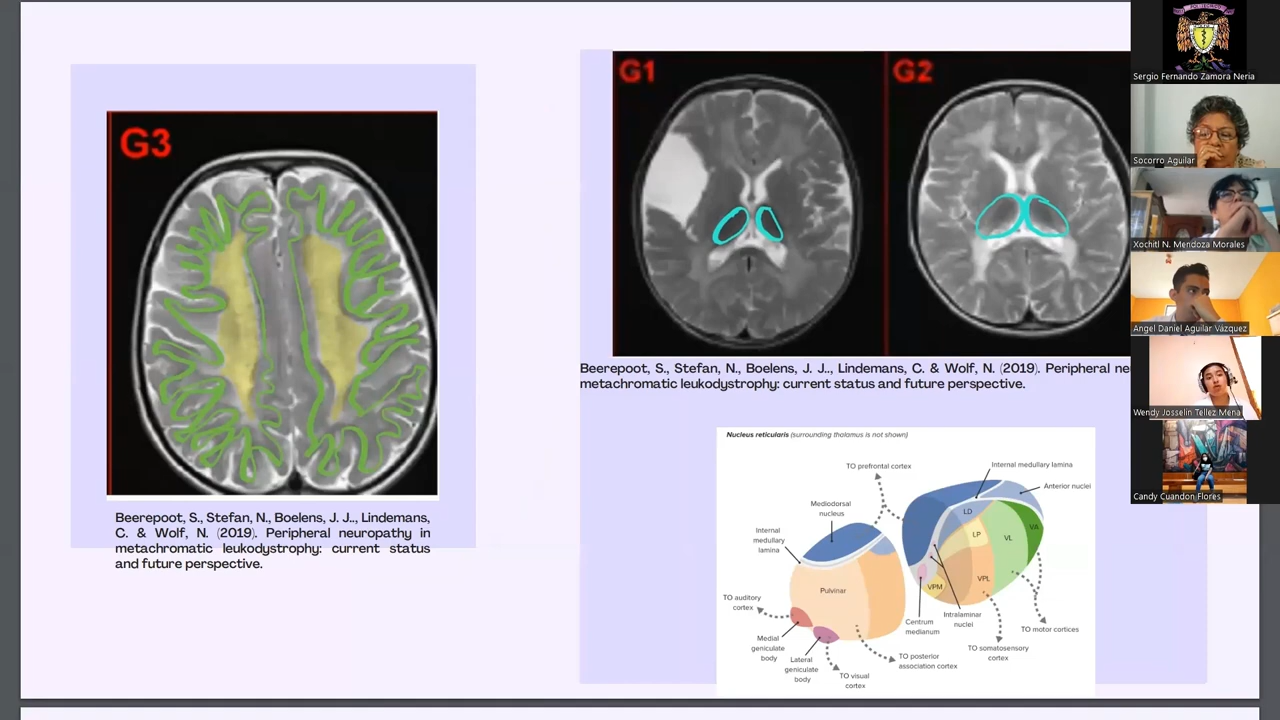 G3
Beerepoot, S., Stefan, N., Boelens, J. J.., Lindemans,
C. & Wolf, N. (2019). Peripheral neuropathy in
metachromatic leukodystrophy: current status
and future perspective.
G1
G2
Beerepoot, S., Stefan, N., Boelens, J. J.., Lindemans, C. & Wolf, N. (2019). Peripheral
metachromatic leukodystrophy: current status and future perspective.
Nucleus reticularis (surrounding thalamus is not shown)
TO prefrontal cortex
Internal medullary lamina
Anterior nuclei
Mediodorsal
nucleus
Internal
medullary
lamina
LD
LP
VL
VA
VPL
VPM
Pulvinar
TO auditory
cortex
Medial
geniculate
body
Lateral
geniculate
body
TO visual
cortex
TO posterior
association cortex
Centrum
medianum
Intralaminar
nuclei
TO somatosensory
cortex
TO motor cortices
POLITECNICO
Sergio Fernando Zamora Neria
Socorro Aguilar
Xochitl N. Mendoza Morales
Angel Daniel Aguilar Vázquez
Wendy Josselin Tellez Mena
Candy Cuandon Flores